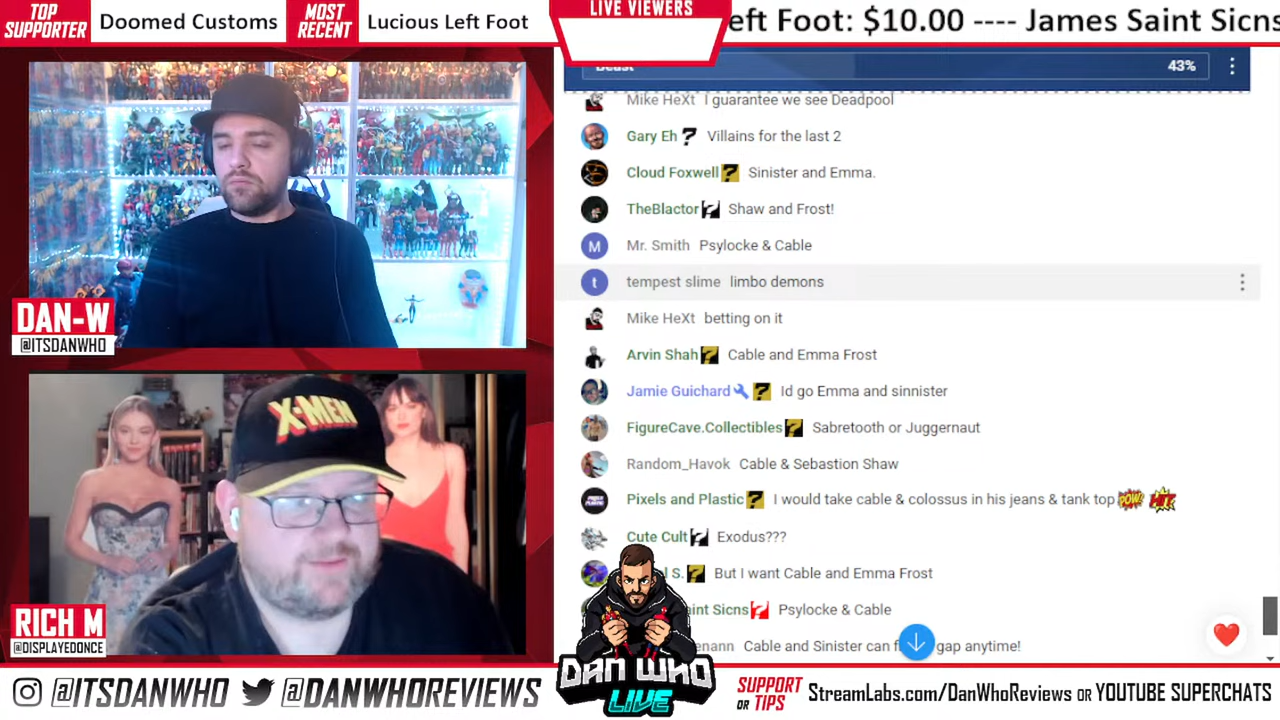 TOP SUPPORTER
Doomed Customs
MOST RECENT
Lucious Left Foot
LIVE VIEWERS
eft Foot: $10.00 ---- James Saint Sicns
Beast 43%
Mike HeXt I guarantee we see Deadpool
Gary Eh ? Villains for the last 2
Cloud Foxwell ? Sinister and Emma.
TheBlactor ? Shaw and Frost!
M Mr. Smith Psylocke & Cable
t tempest slime limbo demons
Mike HeXt betting on it
Arvin Shah ? Cable and Emma Frost
Jamie Guichard ? Id go Emma and sinnister
FigureCave.Collectibles ? Sabretooth or Juggernaut
Random_Havok Cable & Sebastion Shaw
Pixels and Plastic ? I would take cable & colossus in his jeans & tank top POW! HIT
Cute Cult ? Exodus???
l S. ? But I want Cable and Emma Frost
aint Sicns ? Psylocke & Cable
enann Cable and Sinister can f gap anytime!
DAN-W
@ITSDANWHO
X-MEN
RICH M
@DISPLAYEDONCE
DAN WHO
LIVE
@ITSDANWHO
@DANWHOREVIEWS
SUPPORT OR TIPS
StreamLabs.com/DanWhoReviews OR YOUTUBE SUPERCHATS